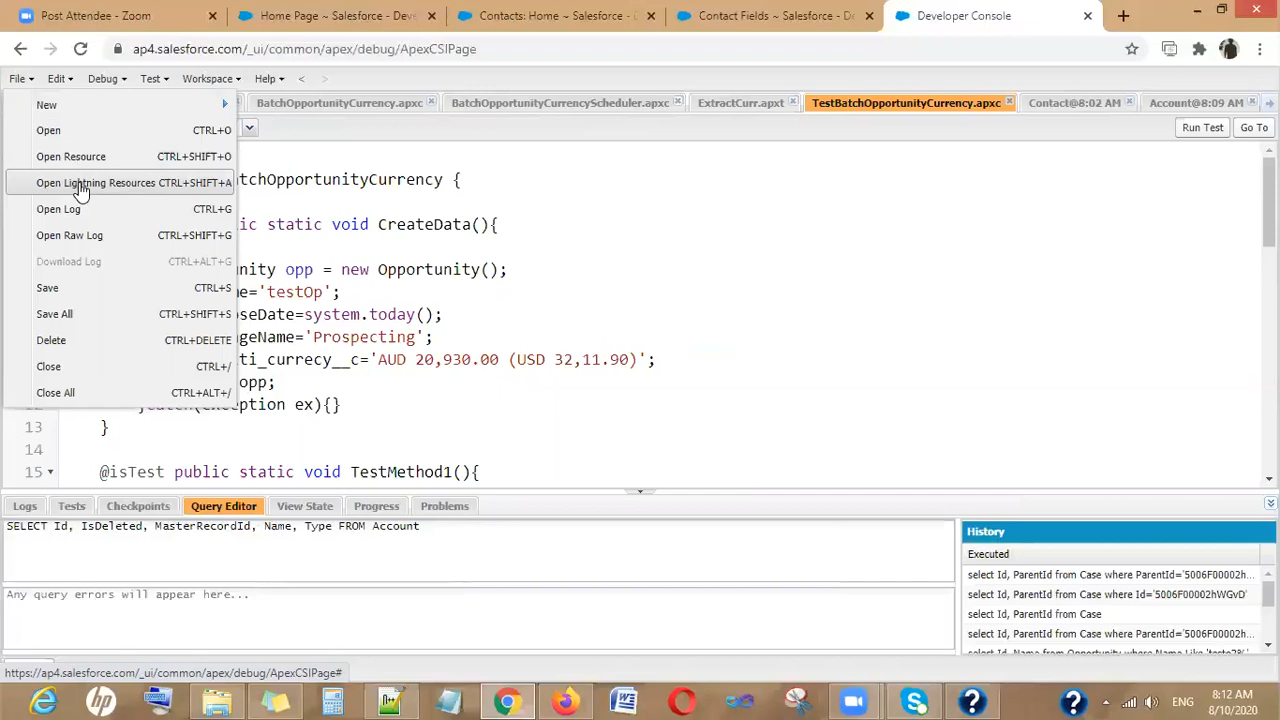 Post Attendee - Zoom
Home Page ~ Salesforce - Deve
Contacts: Home ~ Salesforce - D
Contact Fields ~ Salesforce - De
Developer Console
ap4.salesforce.com/_ui/common/apex/debug/ApexCSIPage
File Edit Debug Test Workspace Help < >
BatchOpportunityCurrency.apxc
BatchOpportunityCurrencyScheduler.apxc
ExtractCurr.apxt
TestBatchOpportunityCurrency.apxc
Contact@8:02 AM
Account@8:09 AM
New
Open CTRL+O
Open Resource CTRL+SHIFT+O
Open Lightning Resources CTRL+SHIFT+A
Open Log CTRL+G
Open Raw Log CTRL+SHIFT+G
Download Log CTRL+ALT+G
Save CTRL+S
Save All CTRL+SHIFT+S
Delete CTRL+DELETE
Close CTRL+/
Close All CTRL+ALT+/
Run Test Go To
atchOpportunityCurrency {
static void CreateData(){
nity opp = new Opportunity();
e='testOp';
oseDate=system.today();
geName='Prospecting';
ti_currecy__c='AUD 20,930.00 (USD 32,11.90)';
opp;
exception ex){}
13 }
14
15 @isTest public static void TestMethod1(){
Logs Tests Checkpoints Query Editor View State Progress Problems
SELECT Id, IsDeleted, MasterRecordId, Name, Type FROM Account
Any query errors will appear here...
History
Executed
select Id, ParentId from Case where ParentId='5006F00002h...
select Id, ParentId from Case where Id='5006F00002hWGvD'
select Id, ParentId from Case
select Id, ParentId from Case where ParentId='5006F00002h...
https://ap4.salesforce.com/_ui/common/apex/debug/ApexCSIPage#
ENG
8:12 AM
8/10/2020